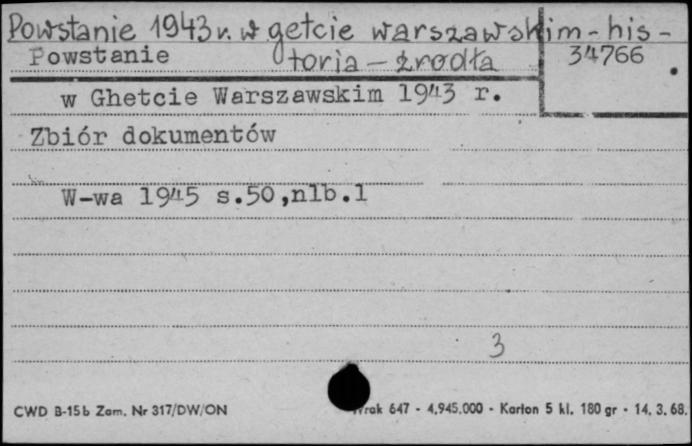 Powstanie 1943 r. w getcie warszawskim - his -
toria - źrodła
Powstanie
34766
w Ghetcie Warszawskim 1943 r.
Zbiór dokumentów
W-wa 1945 s.50,nlb.1
3
CWD B-15b Zam. Nr 317/DW/ON
rak 647 - 4.945.000 - Karton 5 kl. 180 gr - 14. 3. 68.